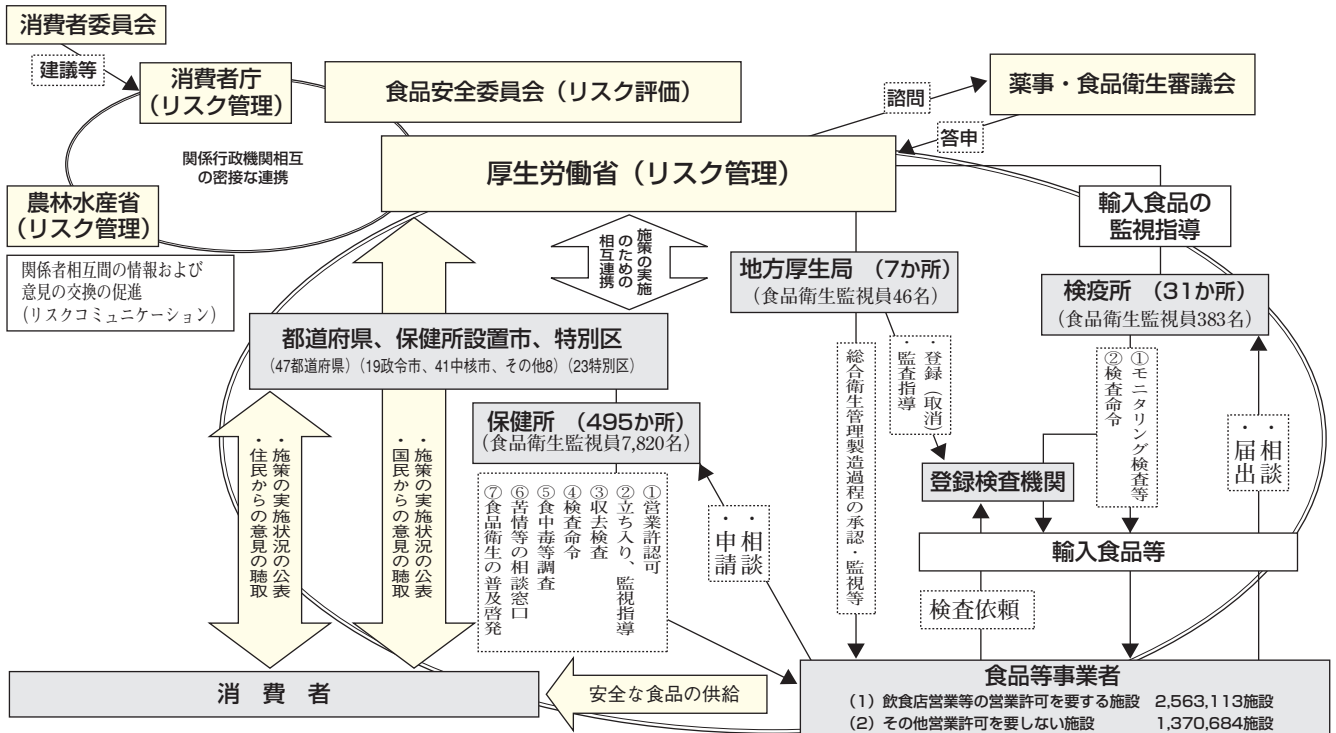 消費者委員会
建議等
消費者庁
(リスク管理)
食品安全委員会(リスク評価)
諮問
薬事・食品衛生審議会
答申
関係行政機関相互
の密接な連携
厚生労働省(リスク管理)
農林水産省
(リスク管理)
関係者相互間の情報および
意見の交換の促進
(リスクコミュニケーション)
施策の実施
のための
相互連携
輸入食品の
監視指導
地方厚生局 (7か所)
(食品衛生監視員46名)
検疫所 (31か所)
(食品衛生監視員383名)
都道府県、保健所設置市、特別区
(47都道府県)(19政令市、41中核市、その他8)(23特別区)
保健所 (495か所)
(食品衛生監視員7,820名)
・施策の実施状況の公表
・住民からの意見の聴取
・施策の実施状況の公表
・国民からの意見の聴取
①営業許認可
②立ち入り、監視指導
③収去検査
④検査命令
⑤食中毒等調査
⑥苦情等の相談窓口
⑦食品衛生の普及啓発
・相談
・申請
総合衛生管理製造過程の承認・監視等
・登録(取消)
・監査指導
①モニタリング検査等
②検査命令
・相談
・届出
登録検査機関
輸入食品等
検査依頼
消費者
安全な食品の供給
食品等事業者
(1)飲食店営業等の営業許可を要する施設 2,563,113施設
(2)その他営業許可を要しない施設 1,370,684施設